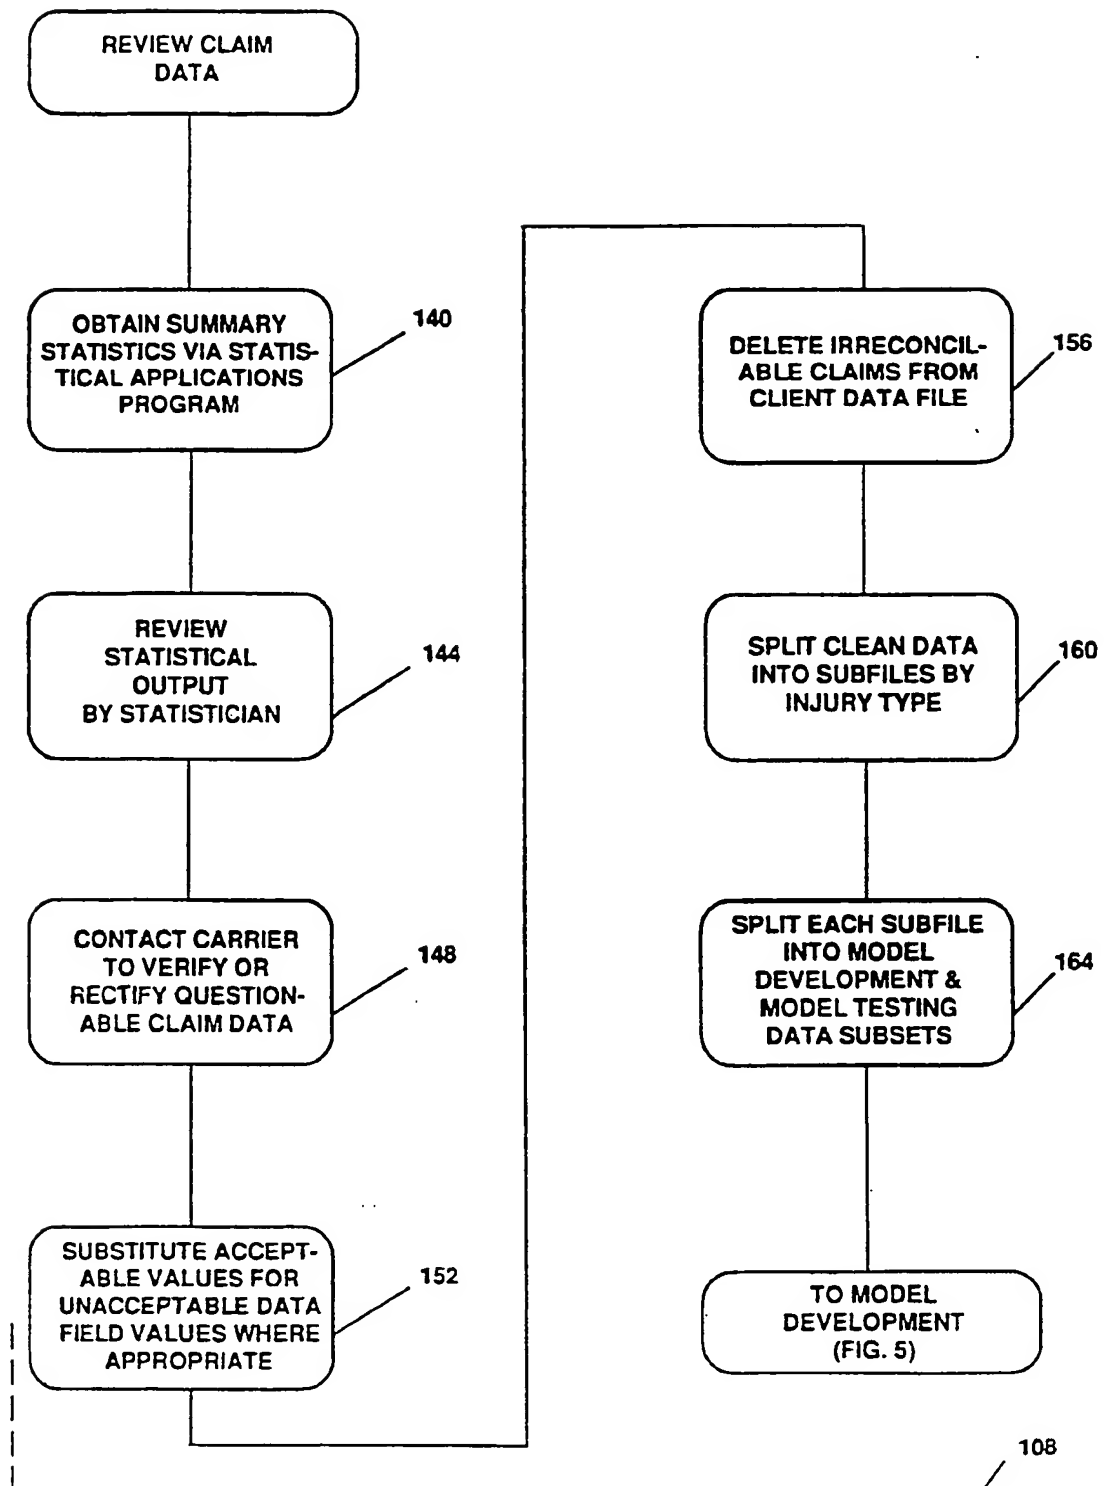 REVIEW CLAIM
DATA
OBTAIN SUMMARY
STATISTICS VIA STATIS-
TICAL APPLICATIONS
PROGRAM
140
REVIEW
STATISTICAL
OUTPUT
BY STATISTICIAN
144
CONTACT CARRIER
TO VERIFY OR
RECTIFY QUESTION-
ABLE CLAIM DATA
148
SUBSTITUTE ACCEPT-
ABLE VALUES FOR
UNACCEPTABLE DATA
FIELD VALUES WHERE
APPROPRIATE
152
DELETE IRRECONCIL-
ABLE CLAIMS FROM
CLIENT DATA FILE
156
SPLIT CLEAN DATA
INTO SUBFILES BY
INJURY TYPE
160
SPLIT EACH SUBFILE
INTO MODEL
DEVELOPMENT &
MODEL TESTING
DATA SUBSETS
164
TO MODEL
DEVELOPMENT
(FIG. 5)
108